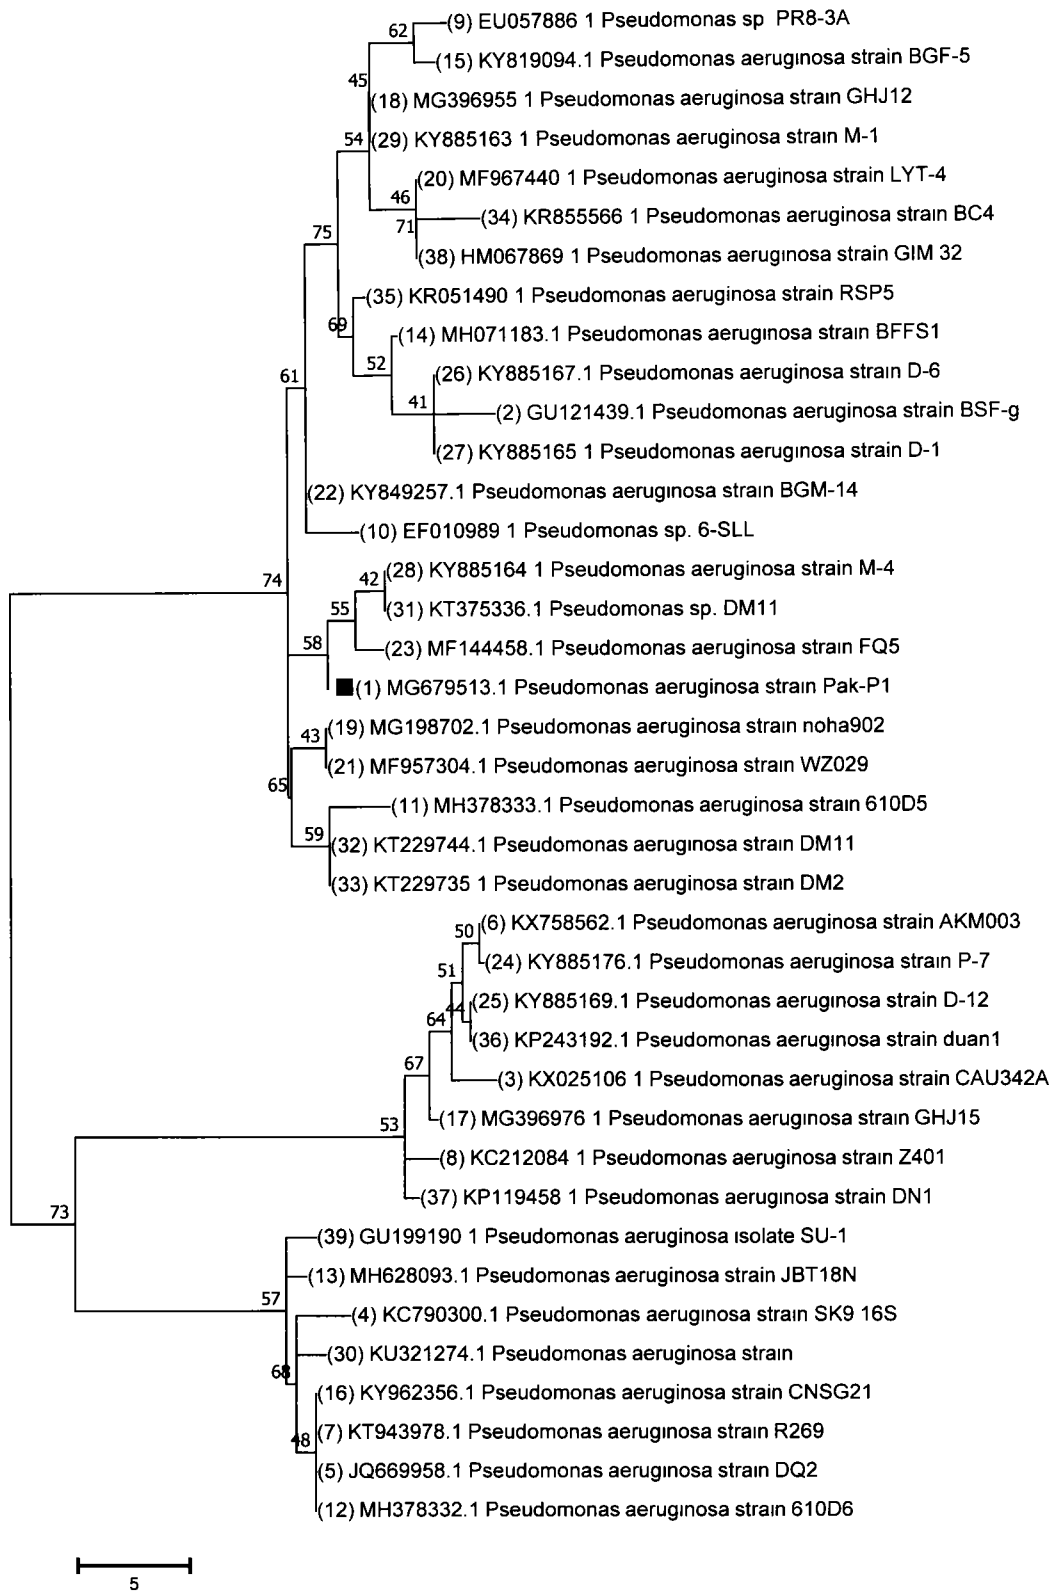 (9) EU057886 1 Pseudomonas sp PR8-3A
62
(15) KY819094.1 Pseudomonas aeruginosa strain BGF-5
45
(18) MG396955 1 Pseudomonas aeruginosa strain GHJ12
54
(29) KY885163 1 Pseudomonas aeruginosa strain M-1
(20) MF967440 1 Pseudomonas aeruginosa strain LYT-4
46
(34) KR855566 1 Pseudomonas aeruginosa strain BC4
71
75
(38) HM067869 1 Pseudomonas aeruginosa strain GIM 32
(35) KR051490 1 Pseudomonas aeruginosa strain RSP5
69
(14) MH071183.1 Pseudomonas aeruginosa strain BFFS1
52
(26) KY885167.1 Pseudomonas aeruginosa strain D-6
61
41
(2) GU121439.1 Pseudomonas aeruginosa strain BSF-g
(27) KY885165 1 Pseudomonas aeruginosa strain D-1
(22) KY849257.1 Pseudomonas aeruginosa strain BGM-14
(10) EF010989 1 Pseudomonas sp. 6-SLL
(28) KY885164 1 Pseudomonas aeruginosa strain M-4
42
74
(31) KT375336.1 Pseudomonas sp. DM11
55
(23) MF144458.1 Pseudomonas aeruginosa strain FQ5
58
(1) MG679513.1 Pseudomonas aeruginosa strain Pak-P1
(19) MG198702.1 Pseudomonas aeruginosa strain noha902
43
(21) MF957304.1 Pseudomonas aeruginosa strain WZ029
65
(11) MH378333.1 Pseudomonas aeruginosa strain 610D5
59
(32) KT229744.1 Pseudomonas aeruginosa strain DM11
(33) KT229735 1 Pseudomonas aeruginosa strain DM2
(6) KX758562.1 Pseudomonas aeruginosa strain AKM003
50
(24) KY885176.1 Pseudomonas aeruginosa strain P-7
51
(25) KY885169.1 Pseudomonas aeruginosa strain D-12
44
64
(36) KP243192.1 Pseudomonas aeruginosa strain duan1
67
(3) KX025106 1 Pseudomonas aeruginosa strain CAU342A
(17) MG396976 1 Pseudomonas aeruginosa strain GHJ15
53
(8) KC212084 1 Pseudomonas aeruginosa strain Z401
(37) KP119458 1 Pseudomonas aeruginosa strain DN1
73
(39) GU199190 1 Pseudomonas aeruginosa isolate SU-1
(13) MH628093.1 Pseudomonas aeruginosa strain JBT18N
57
(4) KC790300.1 Pseudomonas aeruginosa strain SK9 16S
(30) KU321274.1 Pseudomonas aeruginosa strain
68
(16) KY962356.1 Pseudomonas aeruginosa strain CNSG21
(7) KT943978.1 Pseudomonas aeruginosa strain R269
48
(5) JQ669958.1 Pseudomonas aeruginosa strain DQ2
(12) MH378332.1 Pseudomonas aeruginosa strain 610D6
5